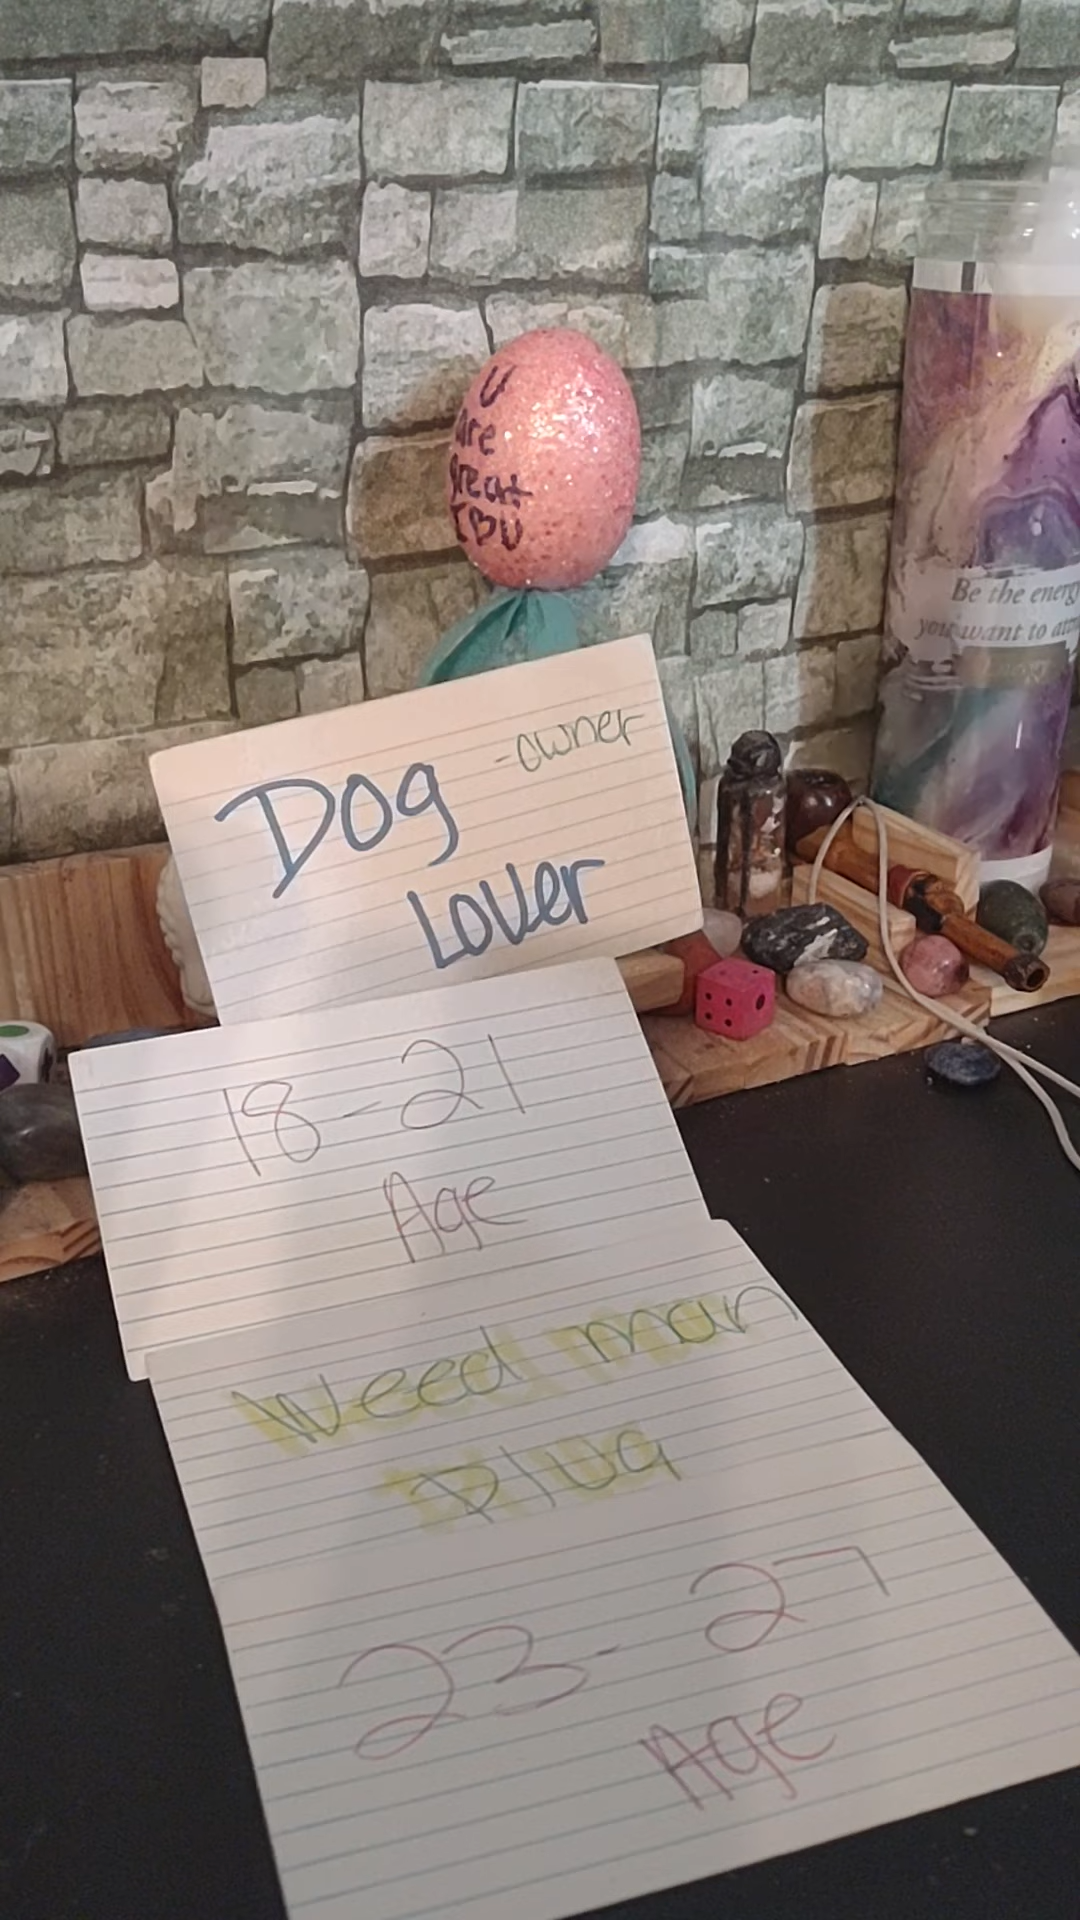 U
are
great
I♡U
Be the energy
you want to
- owner
Dog
Lover
18-21
Age
Weed man
Plug
23-27
Age